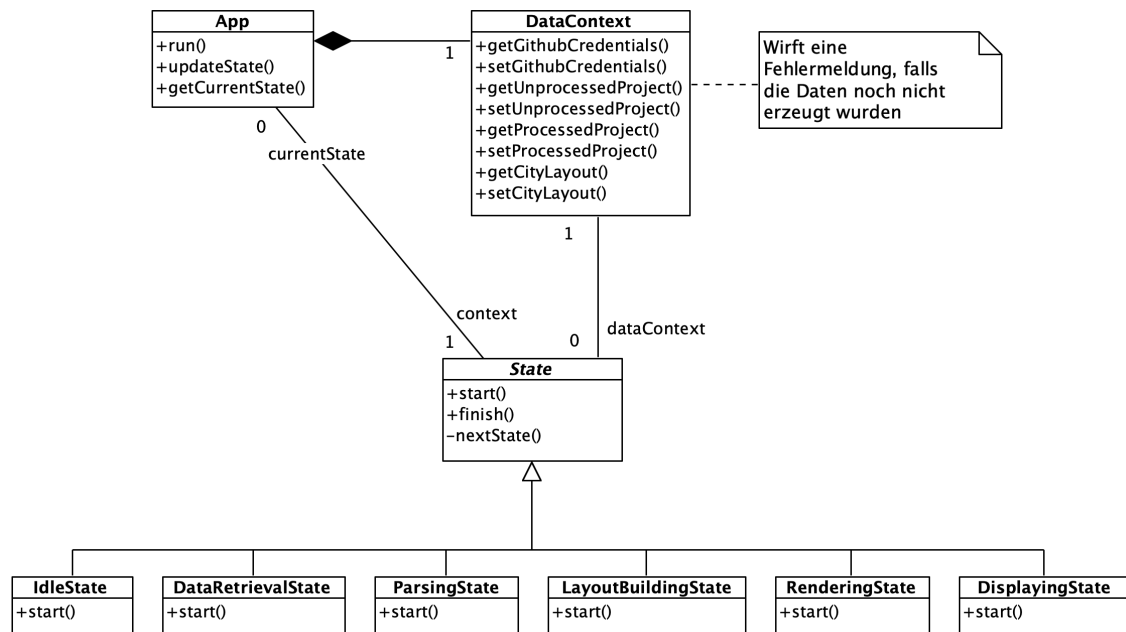 App
+run()
+updateState()
+getCurrentState()
1
DataContext
+getGithubCredentials()
+setGithubCredentials()
+getUnprocessedProject()
+setUnprocessedProject()
+getProcessedProject()
+setProcessedProject()
+getCityLayout()
+setCityLayout()
Wirft eine
Fehlermeldung, falls
die Daten noch nicht
erzeugt wurden
0
currentState
1
context
1
0
dataContext
State
+start()
+finish()
-nextState()
IdleState
+start()
DataRetrievalState
+start()
ParsingState
+start()
LayoutBuildingState
+start()
RenderingState
+start()
DisplayingState
+start()